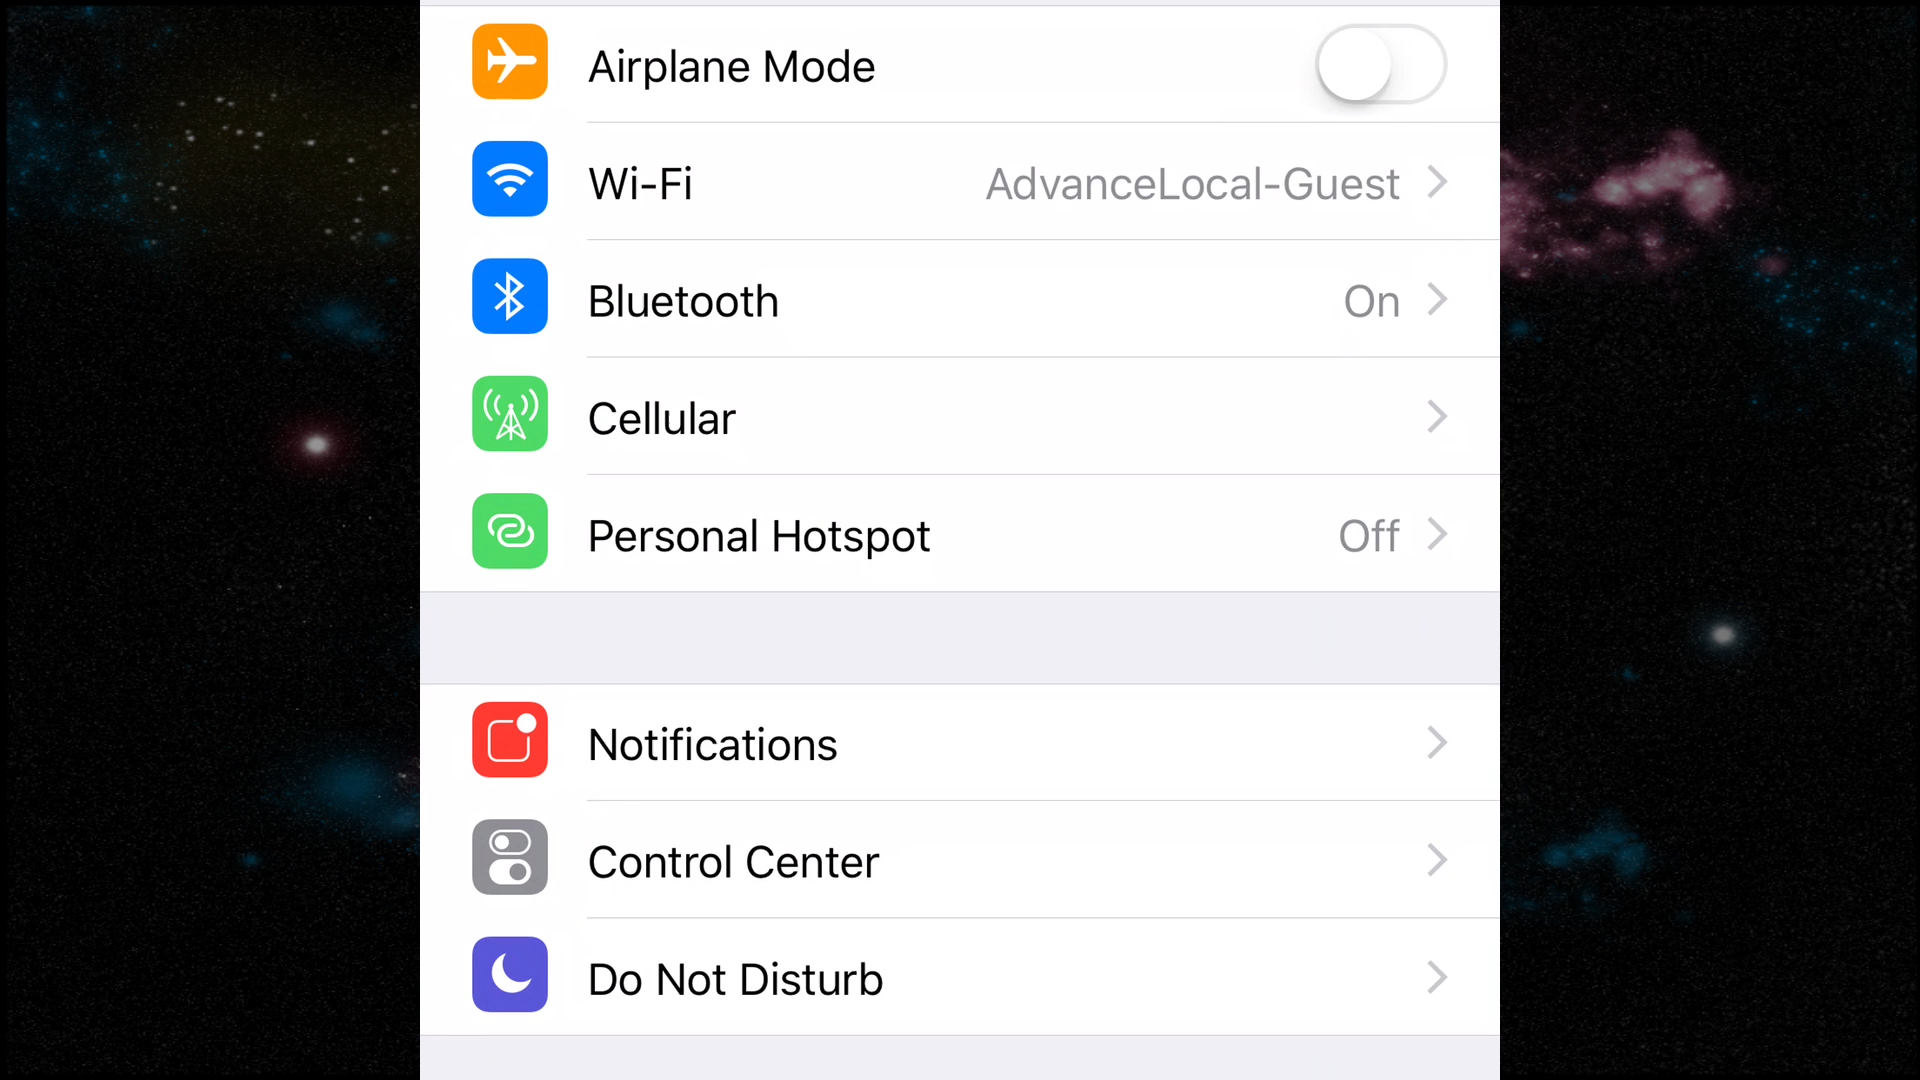 Airplane Mode
Wi-Fi AdvanceLocal-Guest
Bluetooth On
Cellular
Personal Hotspot Off
Notifications
Control Center
Do Not Disturb